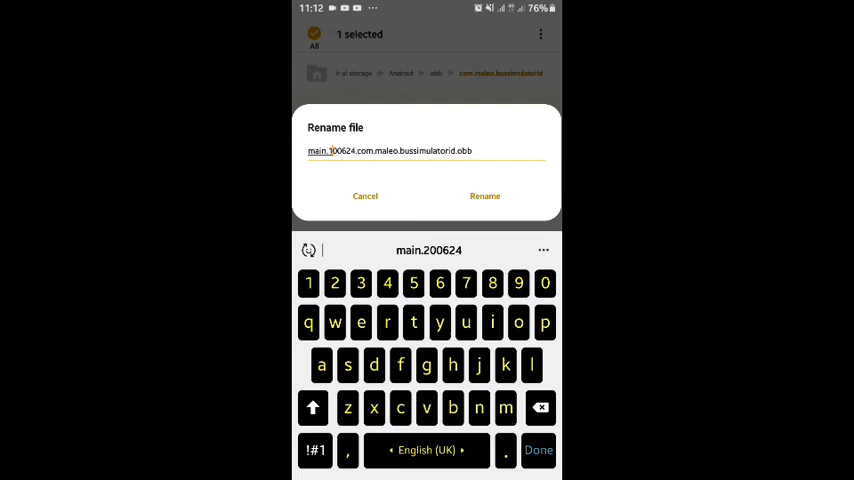 11:12 76%
1 selected
All
al storage Android obb com.maleo.bussimulatorid
Rename file
main.100624.com.maleo.bussimulatorid.obb
Cancel Rename
main.200624
1 2 3 4 5 6 7 8 9 0
q w e r t y u i o p
a s d f g h j k l
z x c v b n m
!#1 , English (UK) . Done